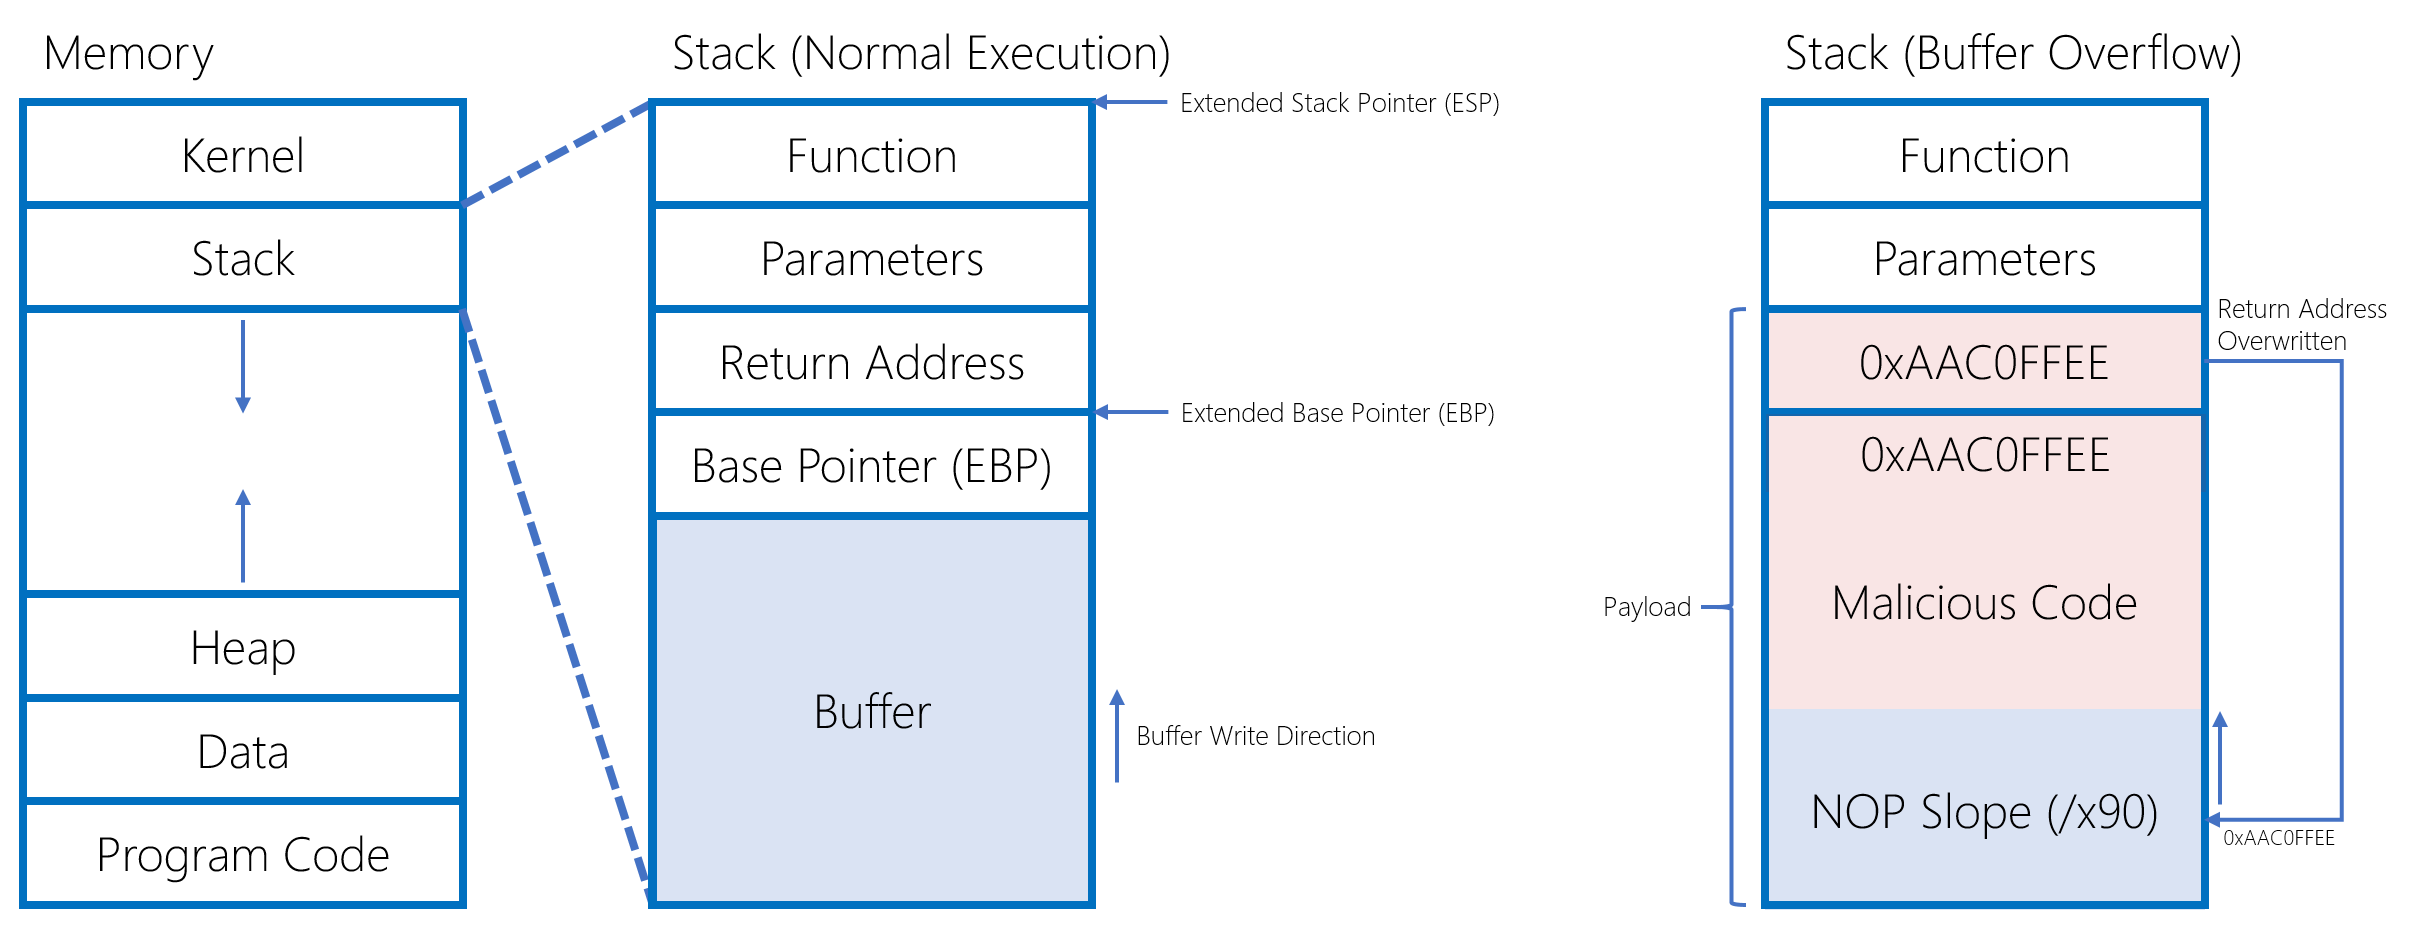 Memory
Kernel
Stack
Heap
Data
Program Code
Stack (Normal Execution)
Extended Stack Pointer (ESP)
Function
Parameters
Return Address
Extended Base Pointer (EBP)
Base Pointer (EBP)
Buffer
Buffer Write Direction
Stack (Buffer Overflow)
Function
Parameters
Return Address
Overwritten
0xAAC0FFEE
0xAAC0FFEE
Payload
Malicious Code
NOP Slope (/x90)
0xAAC0FFEE